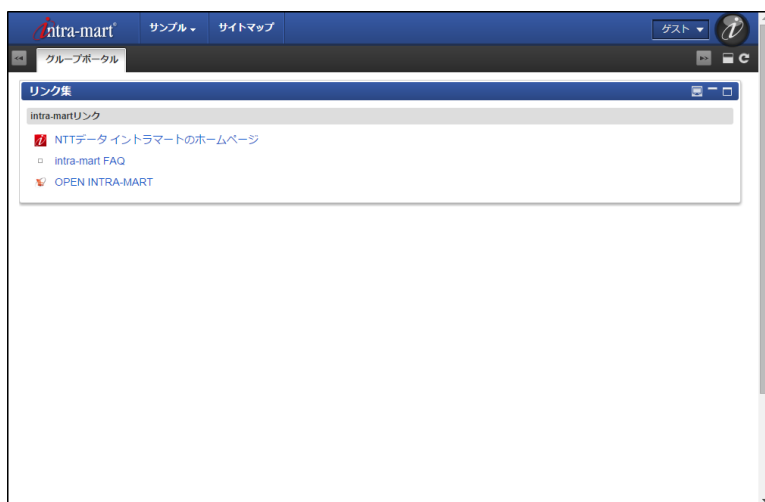 intra-mart® サンプル サイトマップ ゲスト
グループポータル
リンク集
intra-martリンク
NTTデータ イントラマートのホームページ
intra-mart FAQ
OPEN INTRA-MART